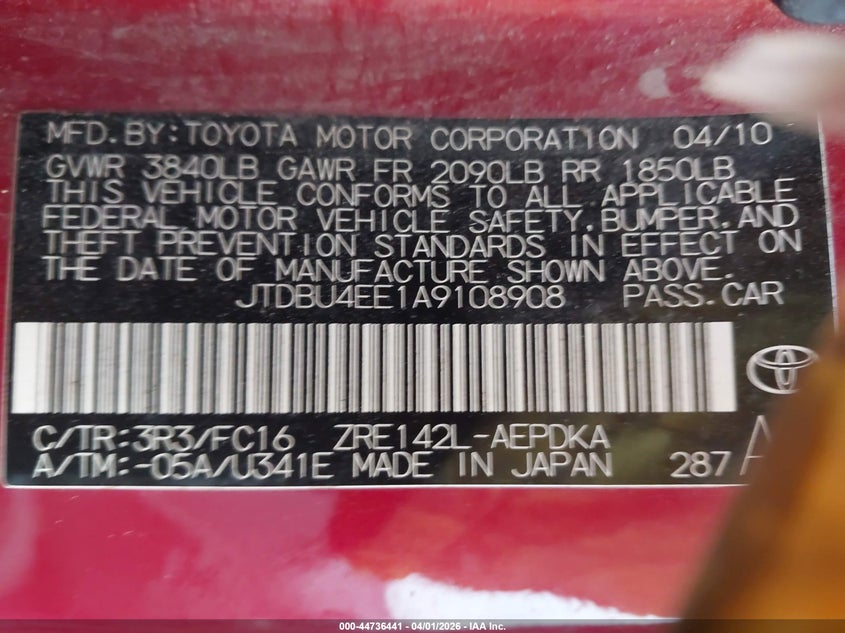 MFD.BY:TOYOTA MOTOR CORPORATION 04/10
GVWR 3840LB GAWR FR 2090LB RR 1850LB
THIS VEHICLE CONFORMS TO ALL APPLICABLE
FEDERAL MOTOR VEHICLE SAFETY,BUMPER,AND
THEFT PREVENTION STANDARDS IN EFFECT ON
THE DATE OF MANUFACTURE SHOWN ABOVE.
JTDBU4EE1A9108908 PASS.CAR
C/TR:3R3/FC16 ZRE142L-AEPDKA
A/TM:-05A/U341E MADE IN JAPAN 287
000-44736441 - 04/01/2026 - IAA Inc.